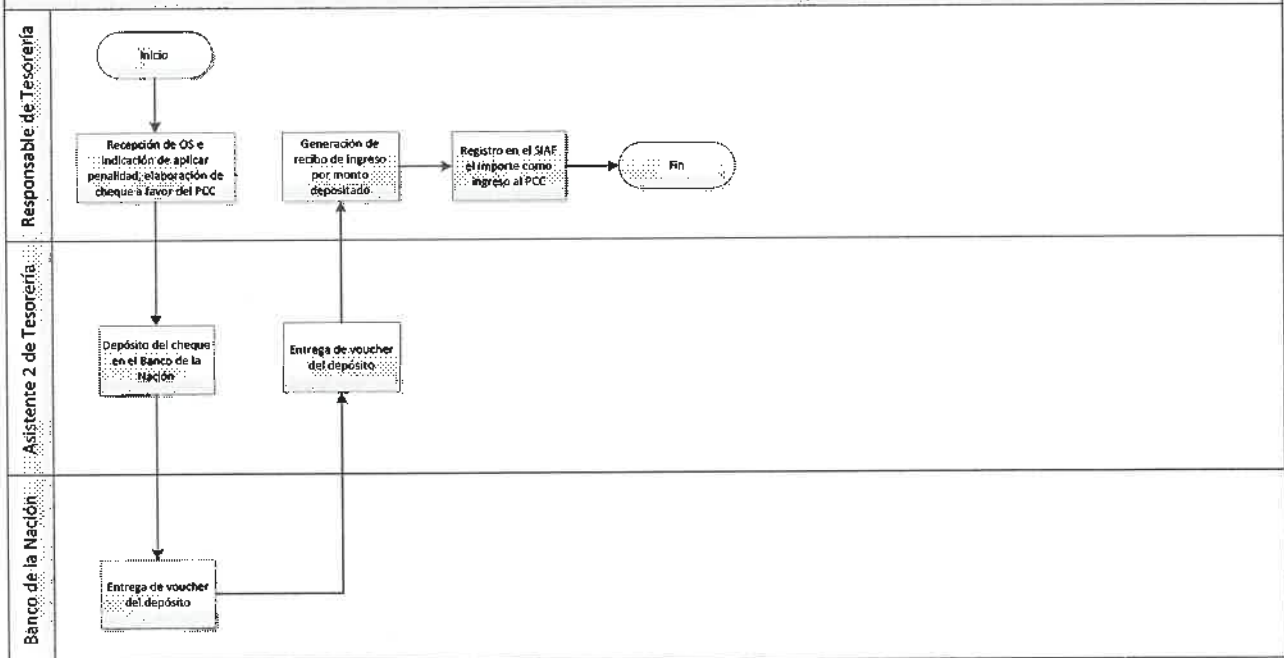 Responsable de Tesorería
Inicio
Recepción de OS e
indicación de aplicar
penalidad, elaboración de
cheque a favor del PCC
Generación de
recibo de ingreso
por monto
depositado
Registro en el SIAF
el importe como
ingreso al PCC
Fin
Asistente 2 de Tesorería
Depósito del cheque
en el Banco de la
Nación
Entrega de voucher
del depósito
Banco de la Nación
Entrega de voucher
del depósito